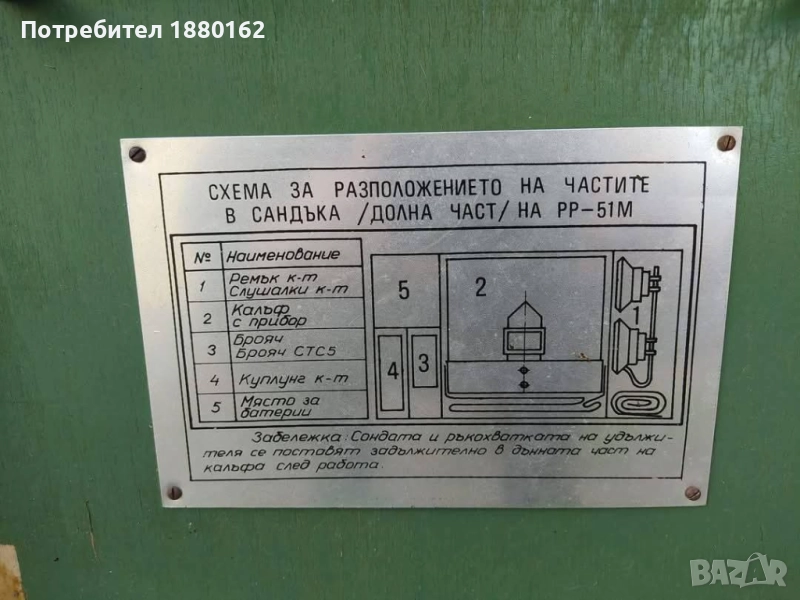 Потребител 1880162
СХЕМА ЗА РАЗПОЛОЖЕНИЕТО НА ЧАСТИТЕ
В САНДЪКА /ДОЛНА ЧАСТ/ НА РР-51М
№ Наименование
1 Ремък к-т
Слушалки к-т
2 Калъф
с прибор
3 Брояч
Брояч СТС5
4 Куплунг к-т
5 Място за
батерии
5
2
1
4
3
Забележка: Сондата и ръкохватката на удължи-
теля се поставят задължително в дънната част на
калъфа след работа.
BAZAR